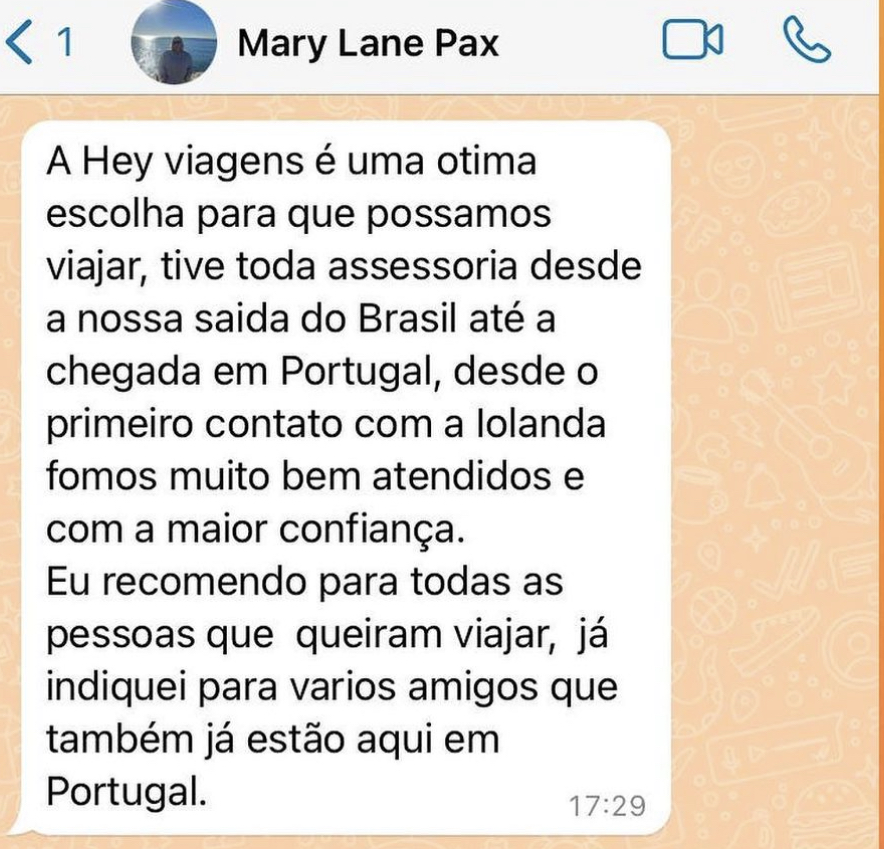 1 Mary Lane Pax
A Hey viagens é uma otima
escolha para que possamos
viajar, tive toda assessoria desde
a nossa saida do Brasil até a
chegada em Portugal, desde o
primeiro contato com a Iolanda
fomos muito bem atendidos e
com a maior confiança.
Eu recomendo para todas as
pessoas que  queiram viajar,  já
indiquei para varios amigos que
também já estão aqui em
Portugal.
17:29